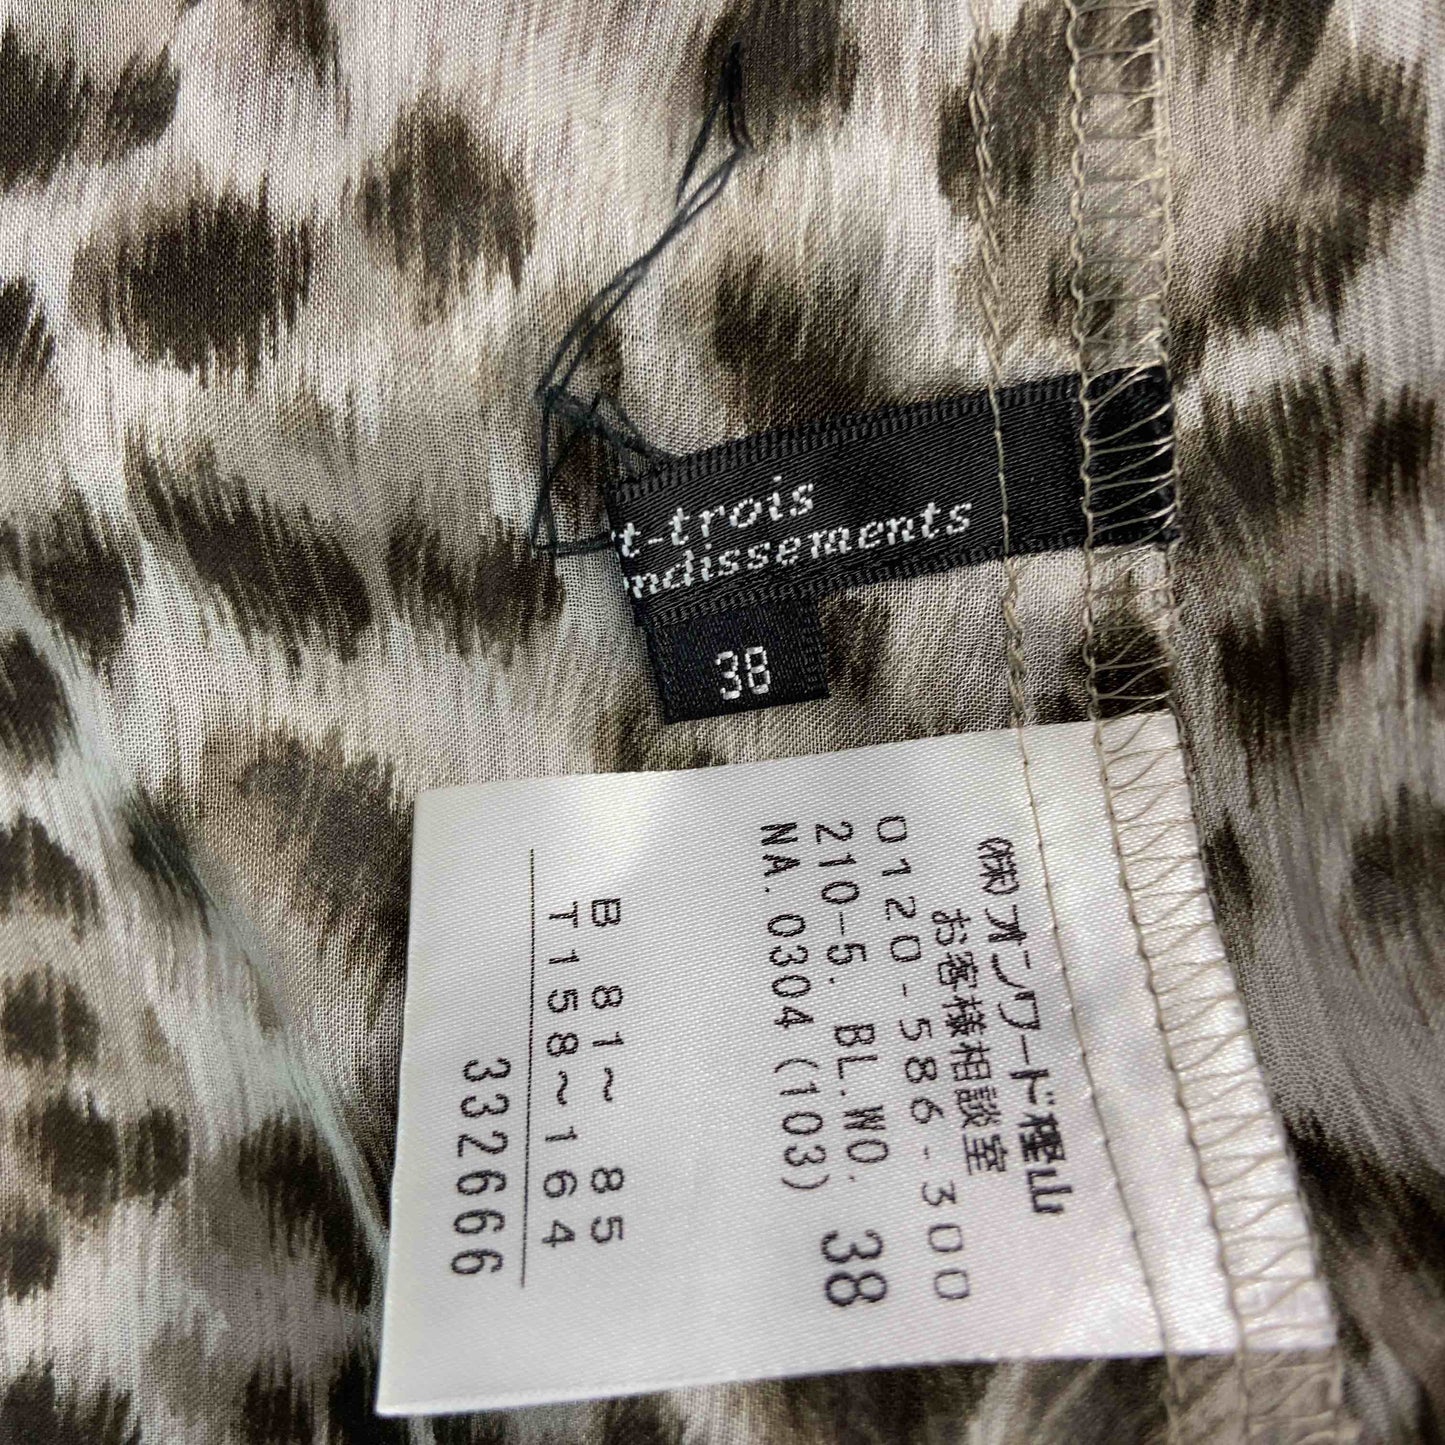 t-trois
ndissements
38
㈱オンワード樫山
お客様相談室
0120-586-300
210-5. BL.WO.
NA. 0304(103)
38
B 81~ 85
T158~164
332666